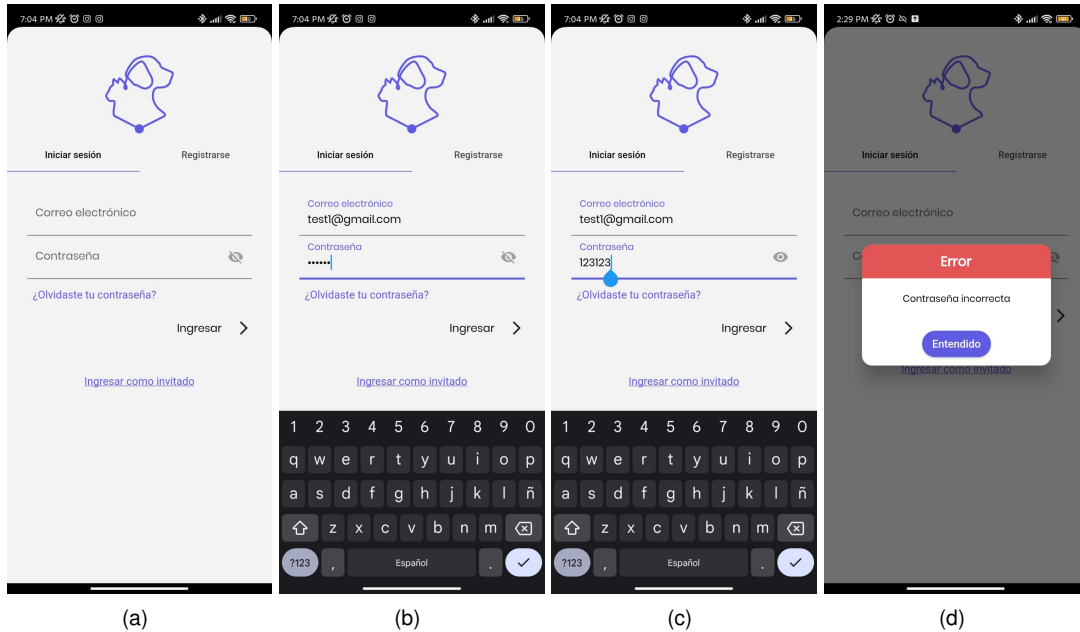 7:04 PM
Iniciar sesión
Registrarse
Correo electrónico
Contraseña
¿Olvidaste tu contraseña?
Ingresar
Ingresar como invitado
(a)
7:04 PM
Iniciar sesión
Registrarse
Correo electrónico
test1@gmail.com
Contraseña
••••••
¿Olvidaste tu contraseña?
Ingresar
Ingresar como invitado
1 2 3 4 5 6 7 8 9 0
q w e r t y u i o p
a s d f g h j k l ñ
z x c v b n m
?123 , Español .
(b)
7:04 PM
Iniciar sesión
Registrarse
Correo electrónico
test1@gmail.com
Contraseña
123123
¿Olvidaste tu contraseña?
Ingresar
Ingresar como invitado
1 2 3 4 5 6 7 8 9 0
q w e r t y u i o p
a s d f g h j k l ñ
z x c v b n m
?123 , Español .
(c)
2:29 PM
Iniciar sesión
Registrarse
Correo electrónico
Error
Contraseña incorrecta
Entendido
Ingresar como invitado
(d)